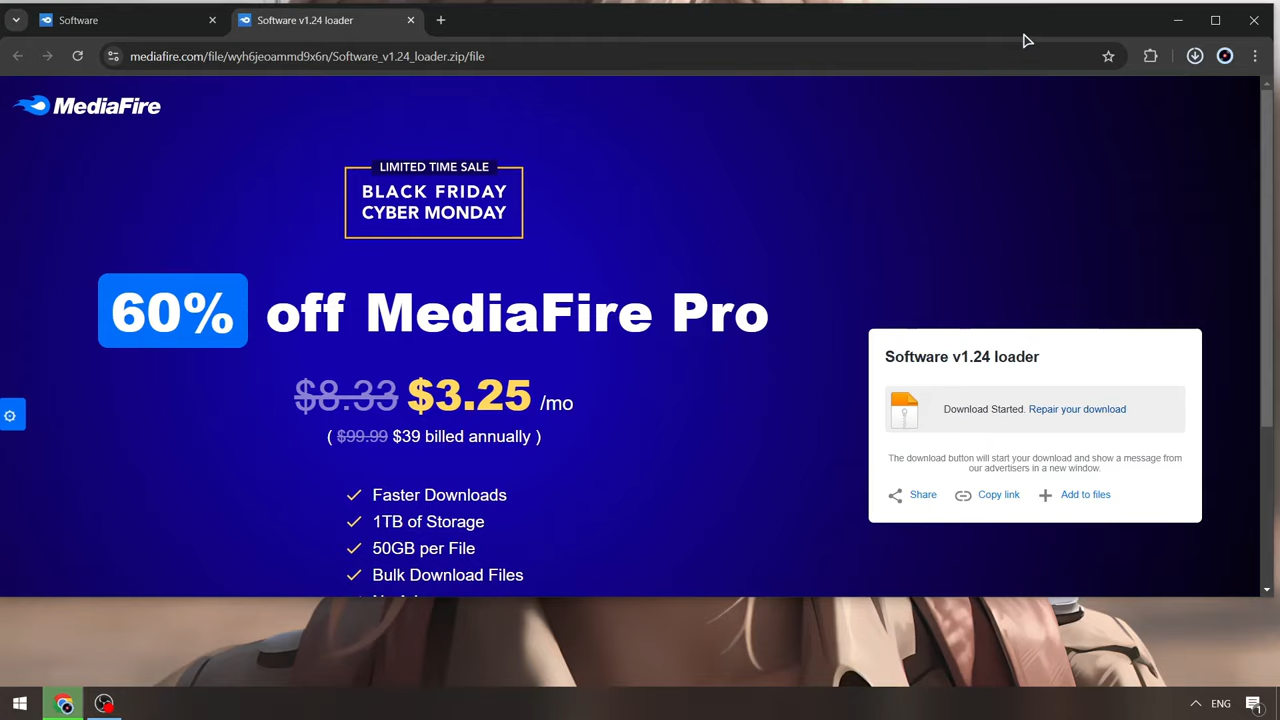 Software
Software v1.24 loader
mediafire.com/file/wyh6jeoammd9x6n/Software_v1.24_loader.zip/file
MediaFire
LIMITED TIME SALE
BLACK FRIDAY
CYBER MONDAY
60% off MediaFire Pro
$8.33 $3.25 /mo
( $99.99 $39 billed annually )
Faster Downloads
1TB of Storage
50GB per File
Bulk Download Files
Software v1.24 loader
Download Started. Repair your download
The download button will start your download and show a message from
our advertisers in a new window.
Share Copy link Add to files
ENG
1